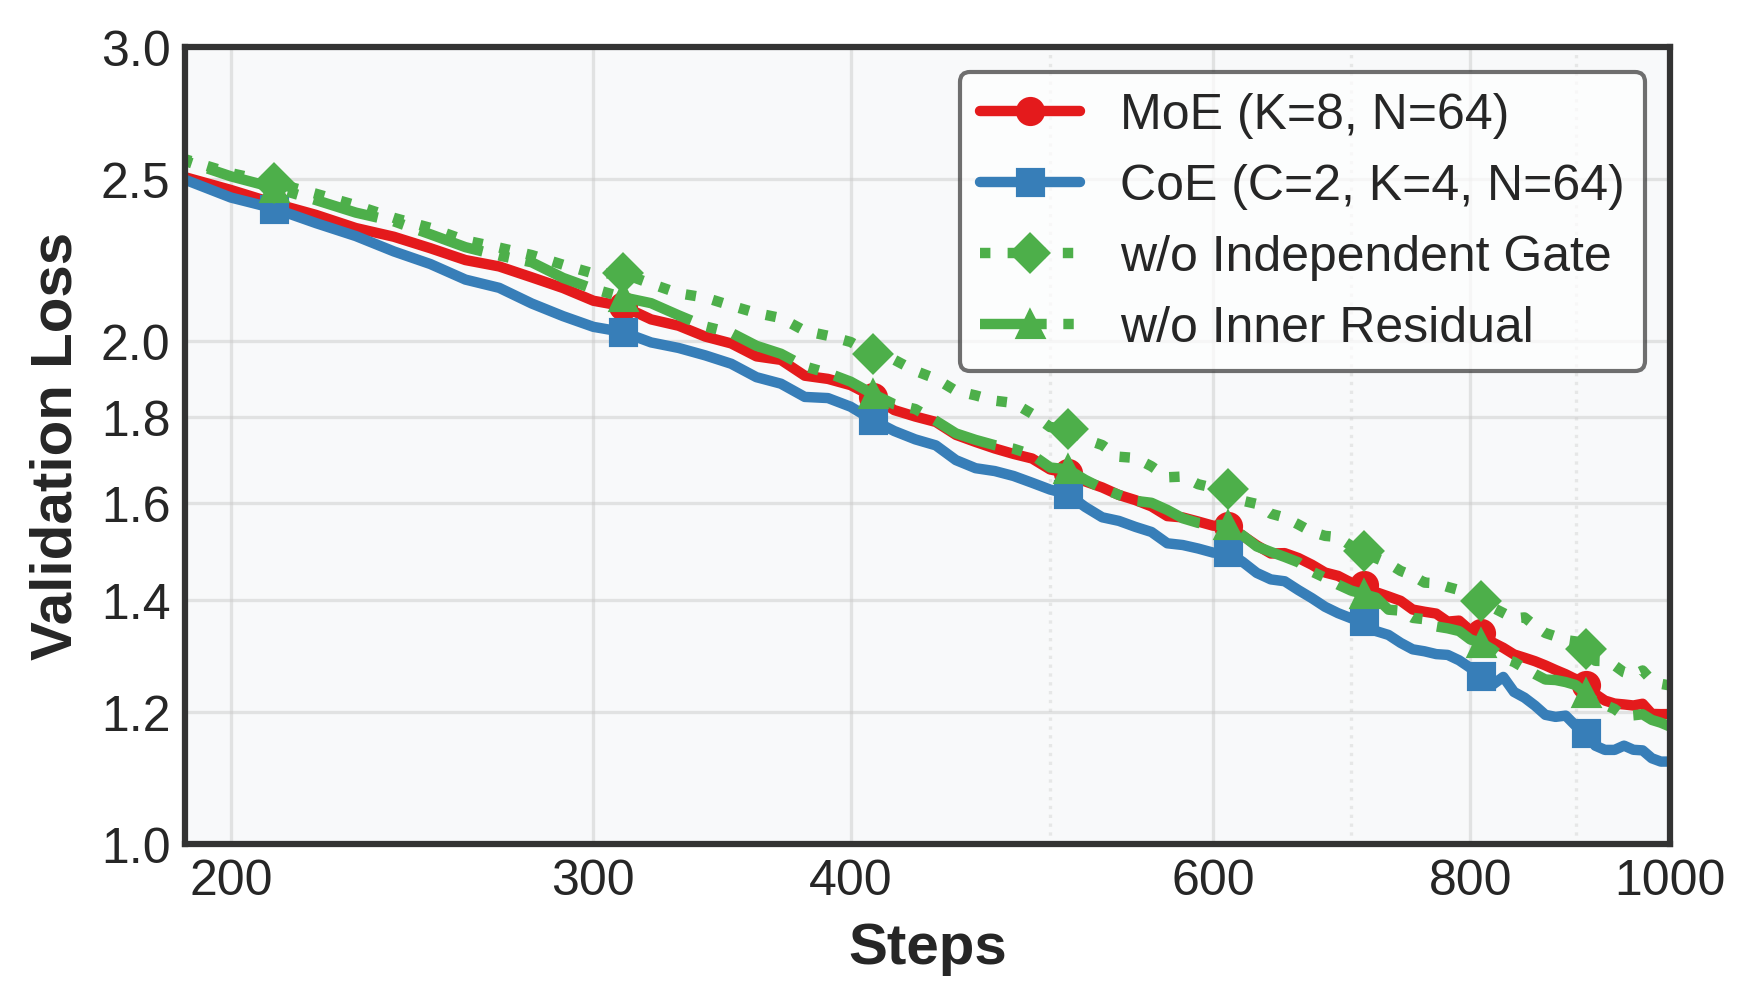 3.0
2.5
2.0
1.8
1.6
1.4
1.2
1.0
Validation Loss
MoE (K=8, N=64)
CoE (C=2, K=4, N=64)
w/o Independent Gate
w/o Inner Residual
200 300 400 600 800 1000
Steps